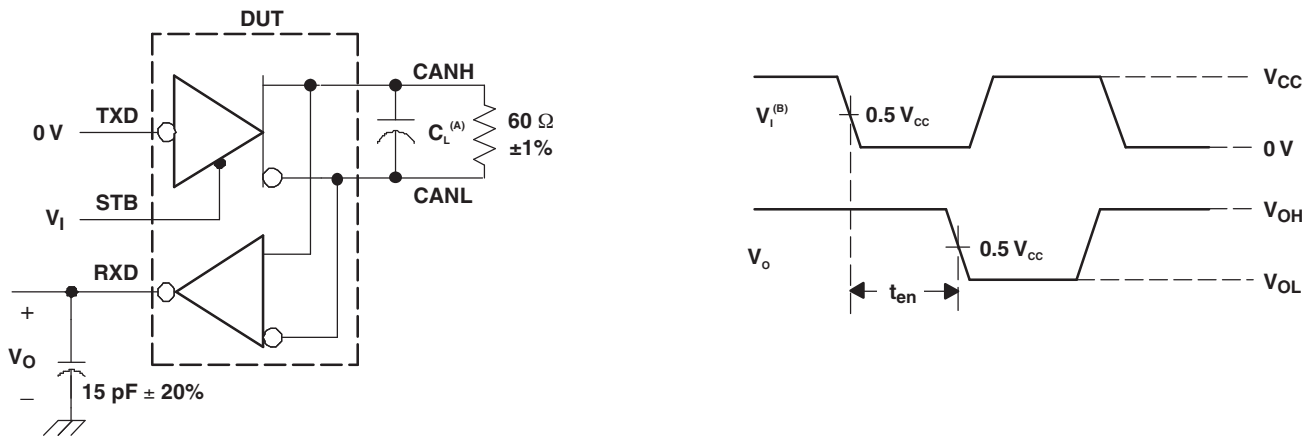 DUT
TXD
0 V
STB
V_I
RXD
+
V_O
–
15 pF ± 20%
CANH
C_L^(A)
60 Ω
±1%
CANL
V_I^(B)
0.5 V_CC
V_CC
0 V
V_O
0.5 V_CC
t_en
V_OH
V_OL